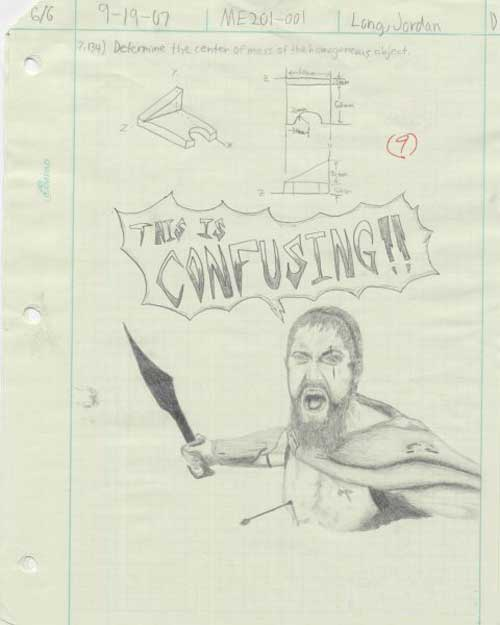 6/6 9-19-07 ME201-001 Long, Jordan
7.134) Determine the center of mass of the homogeneous object.
Y
Z
X
Z
9
Z
THIS IS
CONFUSING!!